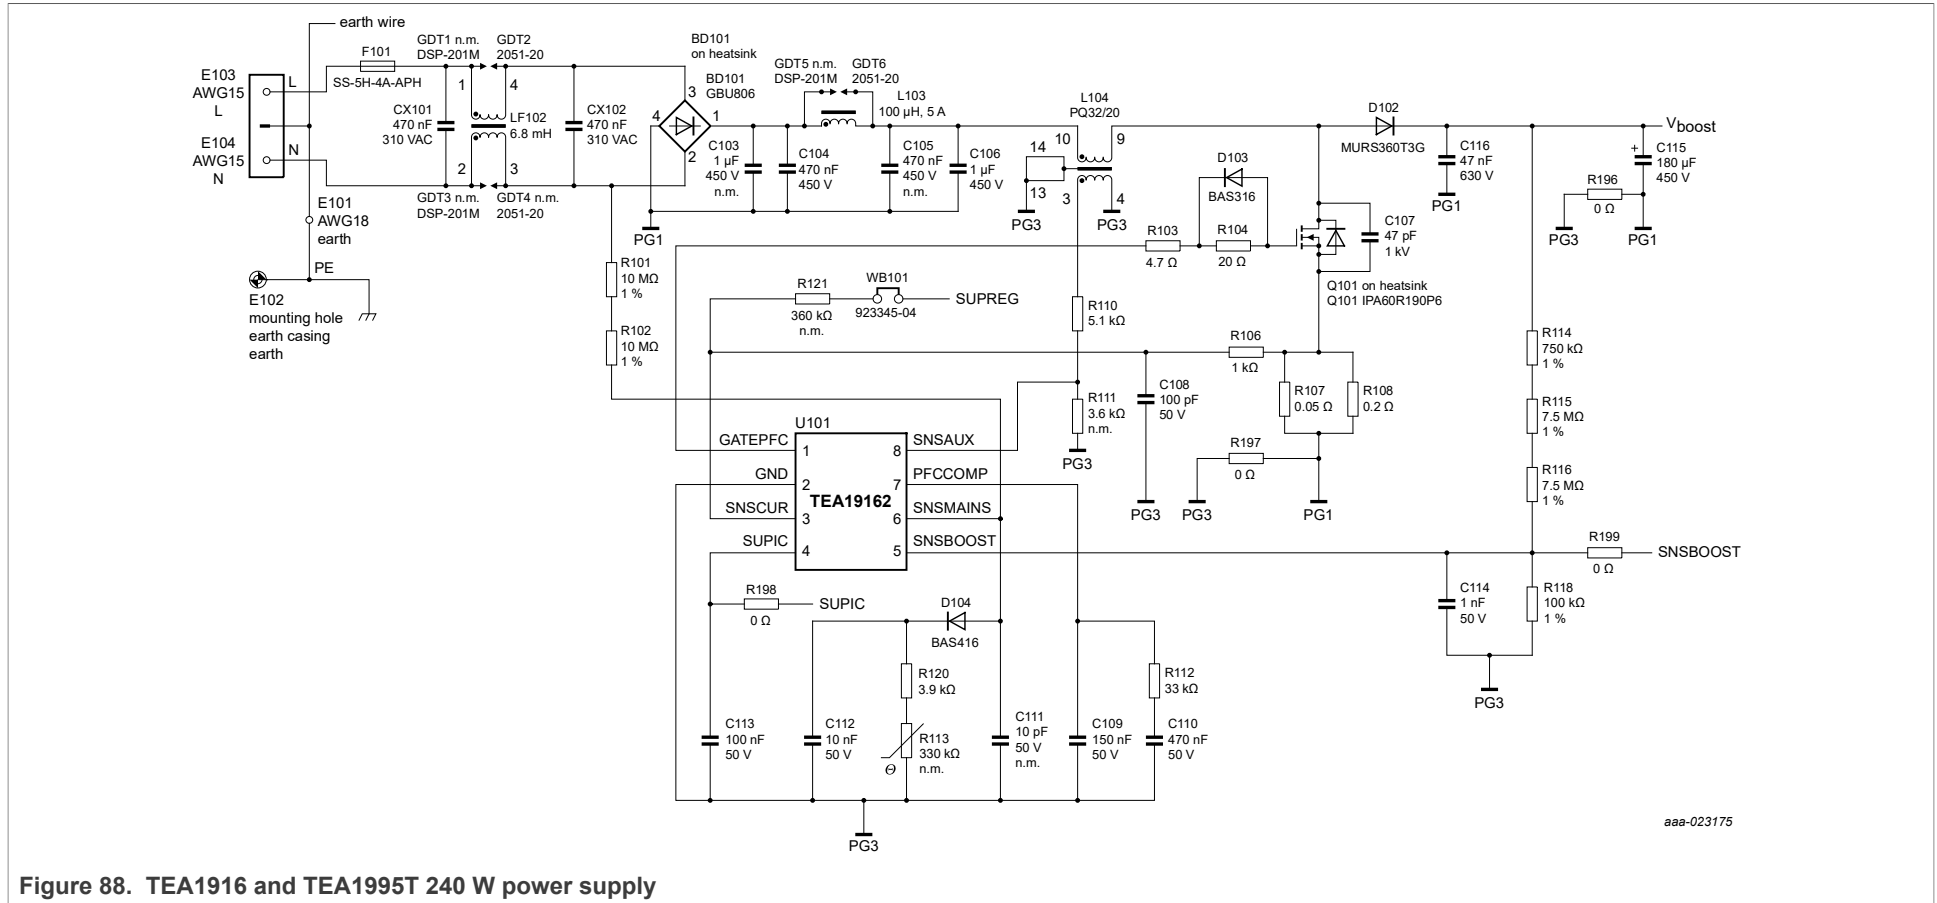 earth wire
E103
AWG15
L
L
F101
SS-5H-4A-APH
GDT1 n.m.
DSP-201M
GDT2
2051-20
1
4
CX101
470 nF
310 VAC
LF102
6.8 mH
2
3
GDT3 n.m.
DSP-201M
GDT4 n.m.
2051-20
CX102
470 nF
310 VAC
E104
AWG15
N
N
E101
AWG18
earth
PE
E102
mounting hole
earth casing
earth
BD101
on heatsink
BD101
GBU806
3
4
1
2
PG1
C103
1 µF
450 V
n.m.
GDT5 n.m.
DSP-201M
GDT6
2051-20
L103
100 µH, 5 A
C104
470 nF
450 V
C105
470 nF
450 V
n.m.
C106
1 µF
450 V
L104
PQ32/20
10
9
14
13
3
4
PG3
PG3
D102
MURS360T3G
Vboost
C116
47 nF
630 V
PG1
+
C115
180 µF
450 V
R196
0 Ω
PG3
PG1
D103
BAS316
R103
4.7 Ω
R104
20 Ω
C107
47 pF
1 kV
Q101 on heatsink
Q101 IPA60R190P6
R101
10 MΩ
1 %
R102
10 MΩ
1 %
R121
360 kΩ
n.m.
WB101
923345-04
SUPREG
R110
5.1 kΩ
R111
3.6 kΩ
n.m.
PG3
R106
1 kΩ
C108
100 pF
50 V
PG3
R107
0.05 Ω
R108
0.2 Ω
R197
0 Ω
PG3
PG1
R114
750 kΩ
1 %
R115
7.5 MΩ
1 %
R116
7.5 MΩ
1 %
U101
TEA19162
GATEPFC
1
GND
2
SNSCUR
3
SUPIC
4
8
SNSAUX
7
PFCCOMP
6
SNSMAINS
5
SNSBOOST
R199
0 Ω
SNSBOOST
C114
1 nF
50 V
R118
100 kΩ
1 %
PG3
R198
0 Ω
SUPIC
D104
BAS416
R120
3.9 kΩ
R112
33 kΩ
C113
100 nF
50 V
C112
10 nF
50 V
R113
330 kΩ
n.m.
Θ
C111
10 pF
50 V
n.m.
C109
150 nF
50 V
C110
470 nF
50 V
PG3
aaa-023175
Figure 88. TEA1916 and TEA1995T 240 W power supply